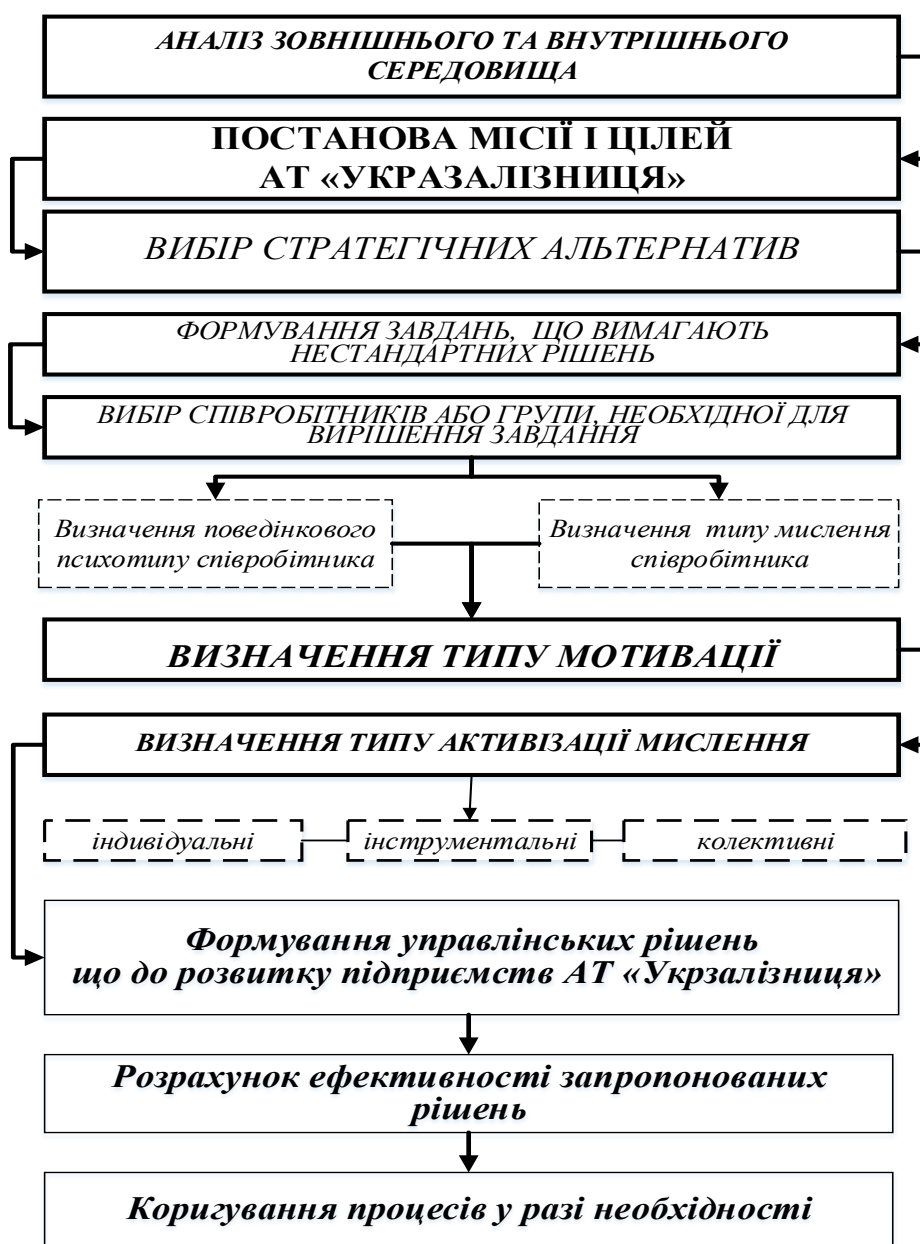 АНАЛІЗ ЗОВНІШНЬОГО ТА ВНУТРІШНЬОГО
СЕРЕДОВИЩА
ПОСТАНОВА МІСІЇ І ЦІЛЕЙ
АТ «УКРАЗАЛІЗНИЦЯ»
ВИБІР СТРАТЕГІЧНИХ АЛЬТЕРНАТИВ
ФОРМУВАННЯ ЗАВДАНЬ, ЩО ВИМАГАЮТЬ
НЕСТАНДАРТНИХ РІШЕНЬ
ВИБІР СПІВРОБІТНИКІВ АБО ГРУПИ, НЕОБХІДНОЇ ДЛЯ
ВИРІШЕННЯ ЗАВДАННЯ
Визначення поведінкового
психотипу співробітника
Визначення типу мислення
співробітника
ВИЗНАЧЕННЯ ТИПУ МОТИВАЦІЇ
ВИЗНАЧЕННЯ ТИПУ АКТИВІЗАЦІЇ МИСЛЕННЯ
індивідуальні
інструментальні
колективні
Формування управлінських рішень
що до розвитку підприємств АТ «Укрзалізниця»
Розрахунок ефективності запропонованих
рішень
Коригування процесів у разі необхідності